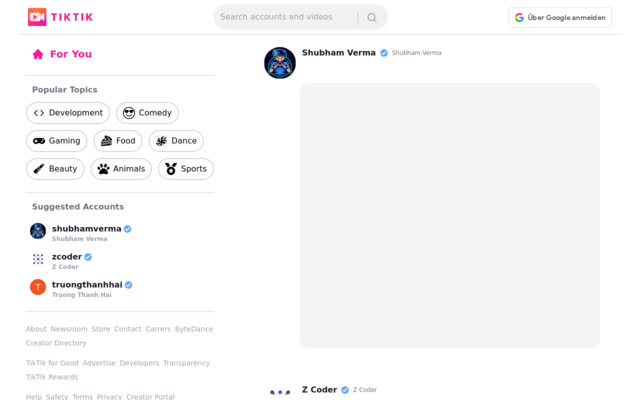 TIKTIK
Search accounts and videos
Über Google anmelden
For You
Popular Topics
Development
Comedy
Gaming
Food
Dance
Beauty
Animals
Sports
Suggested Accounts
shubhamverma
Shubham Verma
zcoder
Z Coder
T
truongthanhhai
Truong Thanh Hai
About Newsroom Store Contact Carrers ByteDance
Creator Directory
TikTik for Good Advertise Developers Transparency
TikTik Rewards
Help Safety Terms Privacy Creator Portal
Shubham Verma Shubham Verma
Z Coder Z Coder